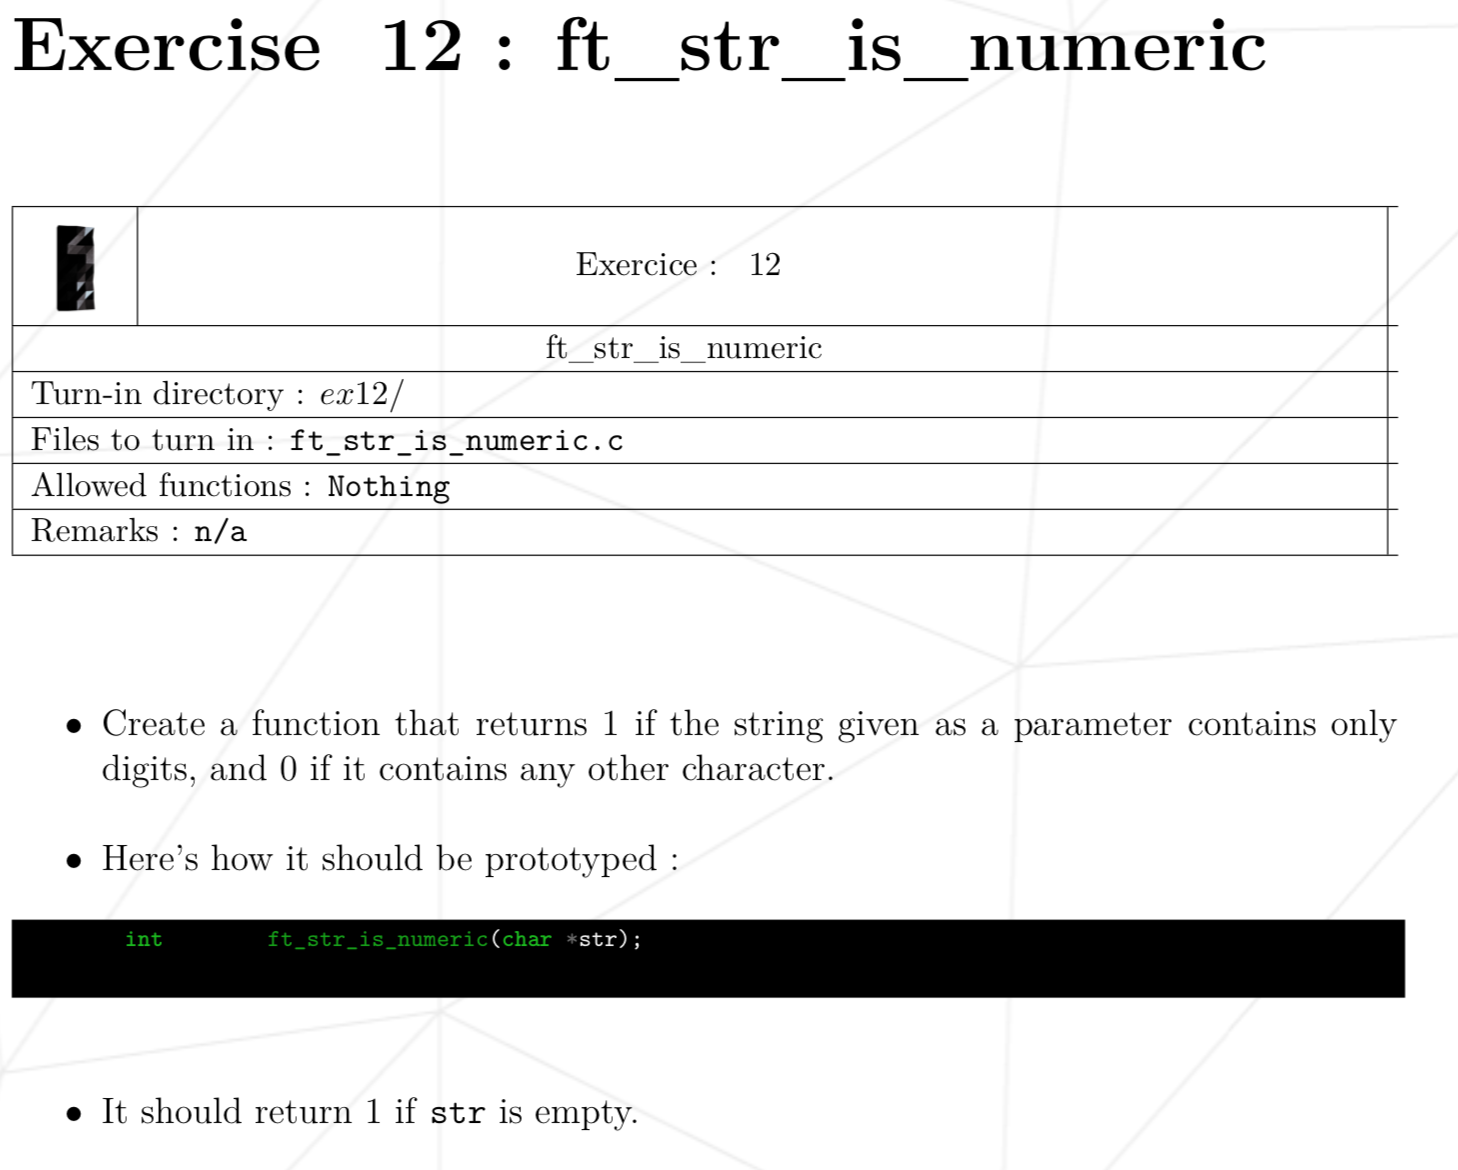 Exercise 12 : ft_str_is_numeric
Exercice : 12
ft_str_is_numeric
Turn-in directory : ex12/
Files to turn in : ft_str_is_numeric.c
Allowed functions : Nothing
Remarks : n/a
• Create a function that returns 1 if the string given as a parameter contains only
digits, and 0 if it contains any other character.
• Here's how it should be prototyped :
int ft_str_is_numeric(char *str);
• It should return 1 if str is empty.